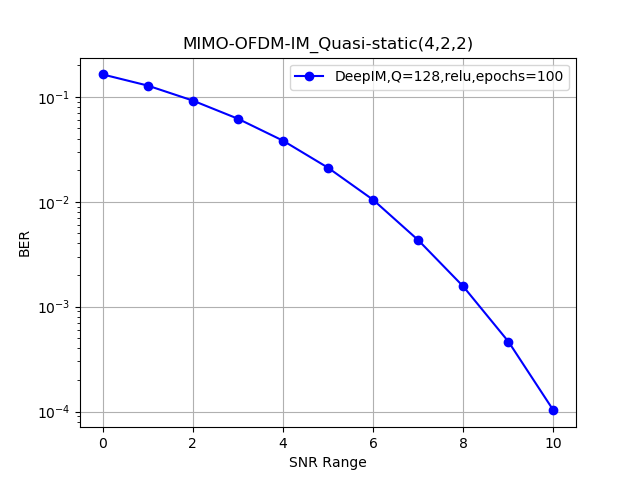 MIMO-OFDM-IM_Quasi-static(4,2,2)
DeepIM,Q=128,relu,epochs=100
10⁻¹
10⁻²
10⁻³
10⁻⁴
BER
0 2 4 6 8 10
SNR Range